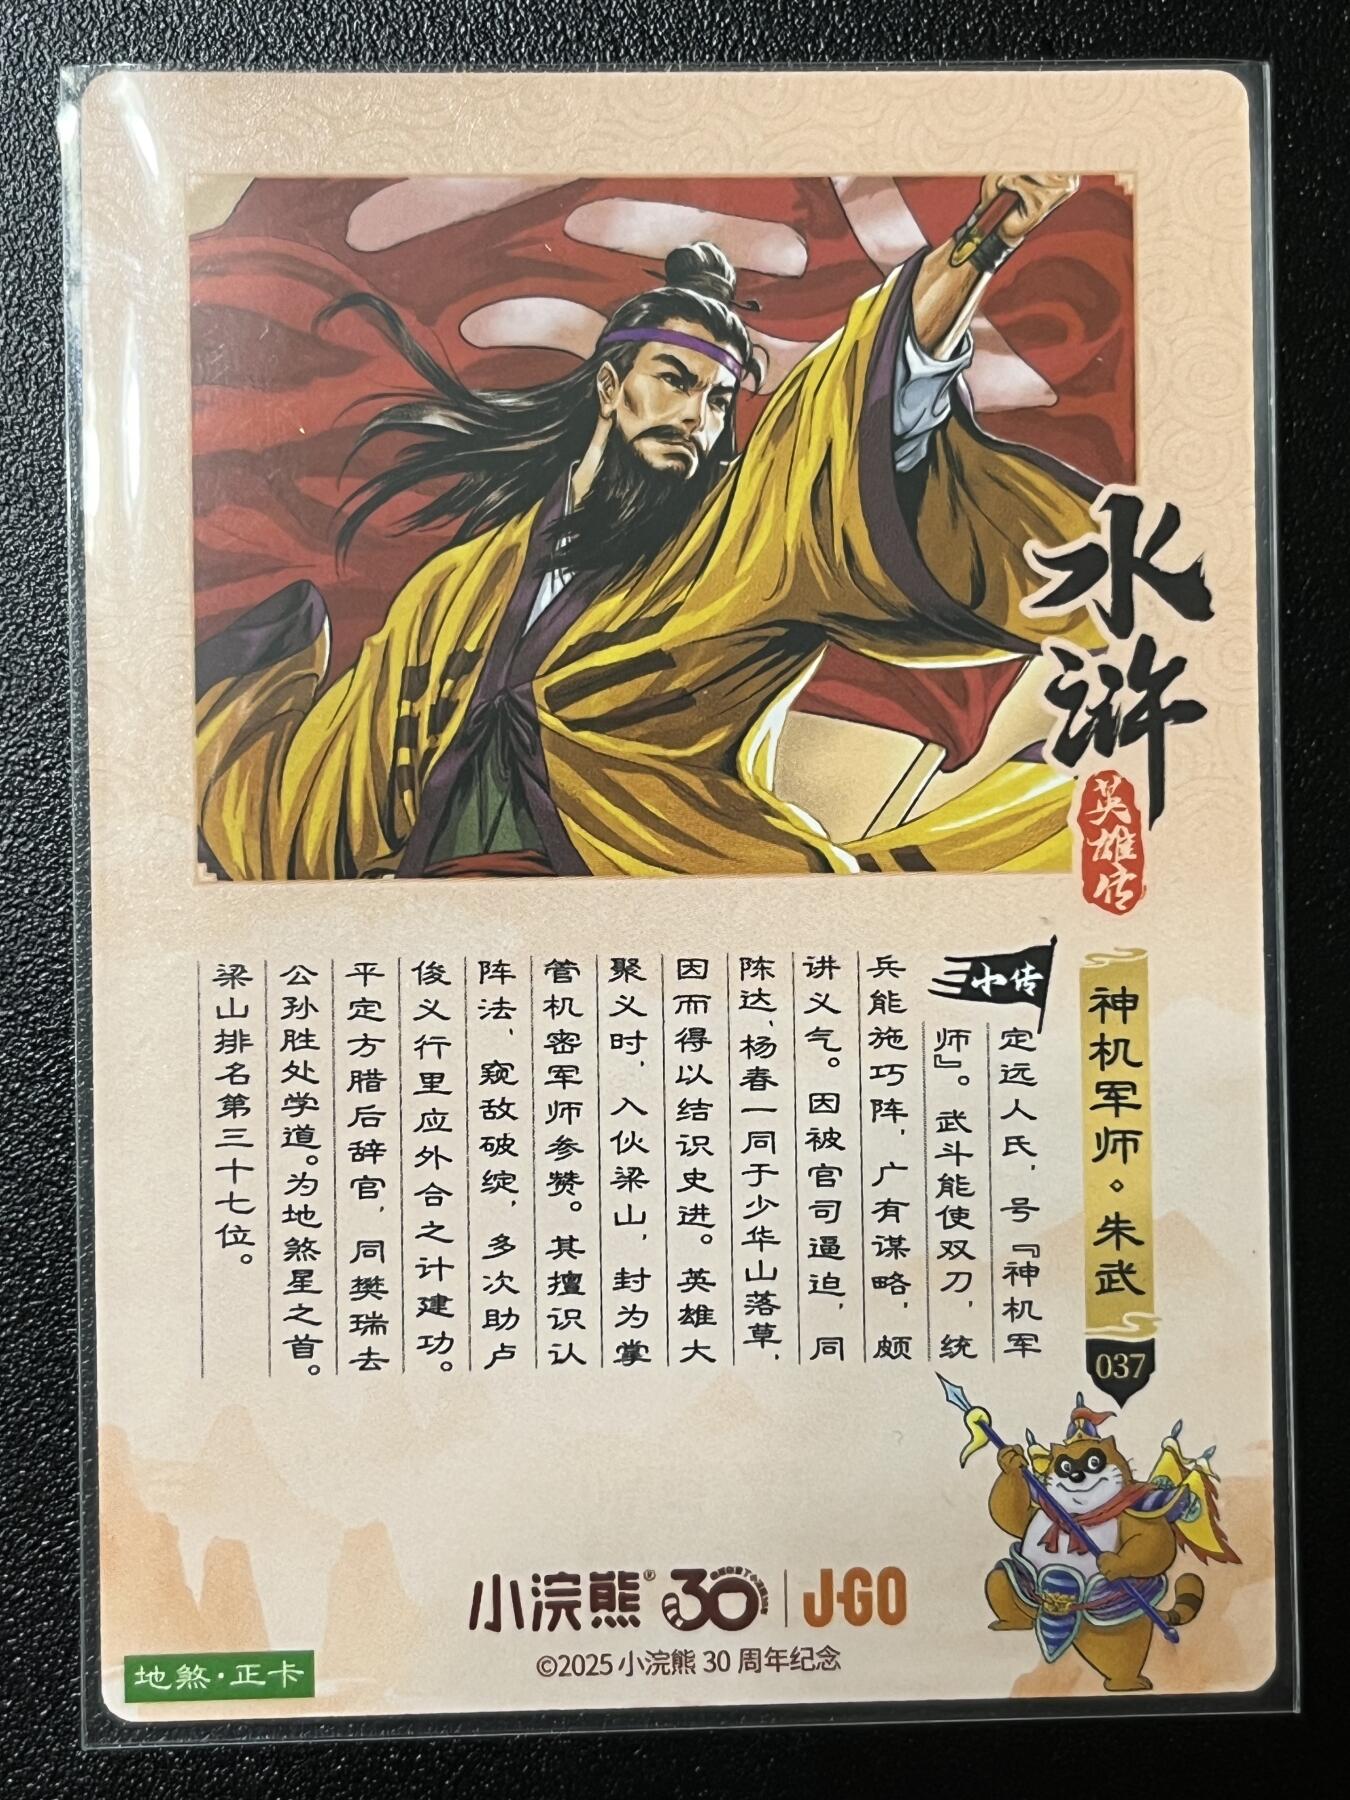 水浒
英雄传
神机军师·朱武
037
小传
定远人氏，号『神机军
师』。武斗能使双刀，统
兵能施巧阵，广有谋略，颇
讲义气。因被官司逼迫，同
陈达、杨春一同于少华山落草，
因而得以结识史进。英雄大
聚义时，入伙梁山，封为掌
管机密军师参赞。其擅识认
阵法，窥敌破绽，多次助卢
俊义行里应外合之计建功。
平定方腊后辞官，同樊瑞去
公孙胜处学道。为地煞星之首。
梁山排名第三十七位。
小浣熊® 30 | J·GO
©2025 小浣熊 30 周年纪念
地煞·正卡